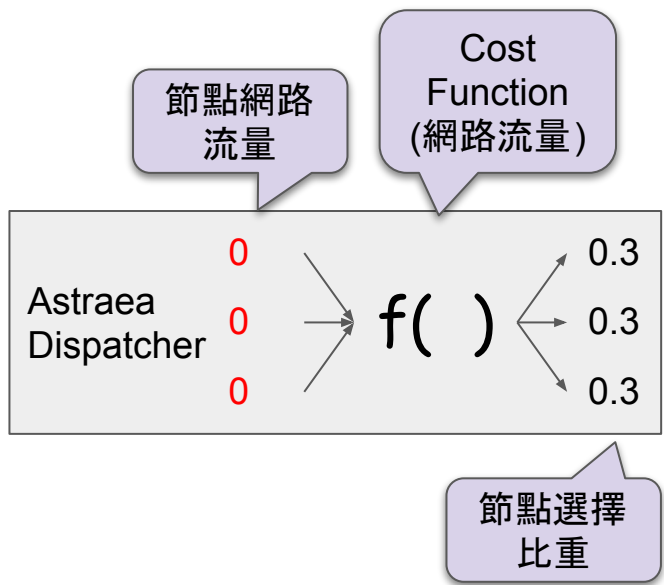 Cost
Function
(網路流量)
節點網路
流量
0
0.3
Astraea
Dispatcher
0
f( )
0.3
0
0.3
節點選擇
比重